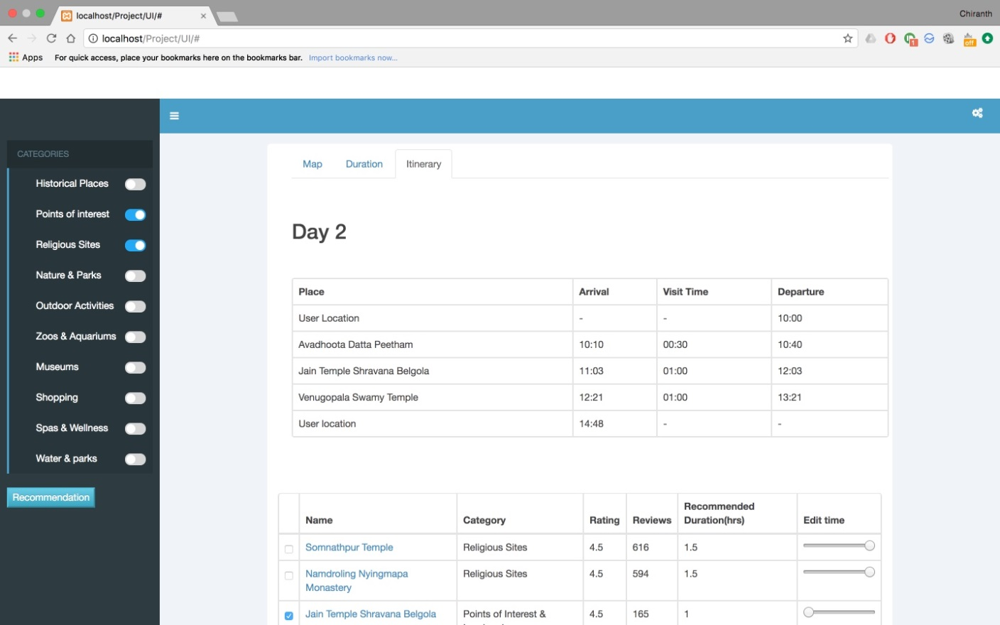 localhost/Project/UI/#
Chiranth
localhost/Project/UI/#
1
off
Apps For quick access, place your bookmarks here on the bookmarks bar. Import bookmarks now...
CATEGORIES
Historical Places
Points of interest
Religious Sites
Nature & Parks
Outdoor Activities
Zoos & Aquariums
Museums
Shopping
Spas & Wellness
Water & parks
Recommendation
Map Duration Itinerary
Day 2
Place Arrival Visit Time Departure
User Location - - 10:00
Avadhoota Datta Peetham 10:10 00:30 10:40
Jain Temple Shravana Belgola 11:03 01:00 12:03
Venugopala Swamy Temple 12:21 01:00 13:21
User location 14:48 - -
Name Category Rating Reviews Recommended Duration(hrs) Edit time
Somnathpur Temple Religious Sites 4.5 616 1.5
Namdroling Nyingmapa Religious Sites 4.5 594 1.5
Monastery
Jain Temple Shravana Belgola Points of Interest & 4.5 165 1